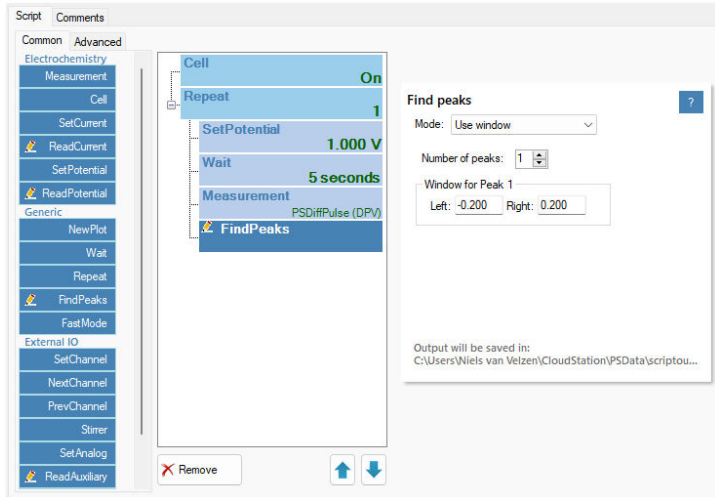 Script Comments
Common Advanced
Electrochemistry
Measurement
Cell
SetCurrent
ReadCurrent
SetPotential
ReadPotential
Generic
NewPlot
Wait
Repeat
FindPeaks
FastMode
External IO
SetChannel
NextChannel
PrevChannel
Stirrer
SetAnalog
ReadAuxiliary
Cell
On
Repeat
1
SetPotential
1.000 V
Wait
5 seconds
Measurement
PSDiffPulse (DPV)
FindPeaks
Remove
Find peaks
?
Mode: Use window
Number of peaks: 1
Window for Peak 1
Left: -0.200 Right: 0.200
Output will be saved in:
C:\Users\Niels van Velzen\CloudStation\PSData\scriptou...